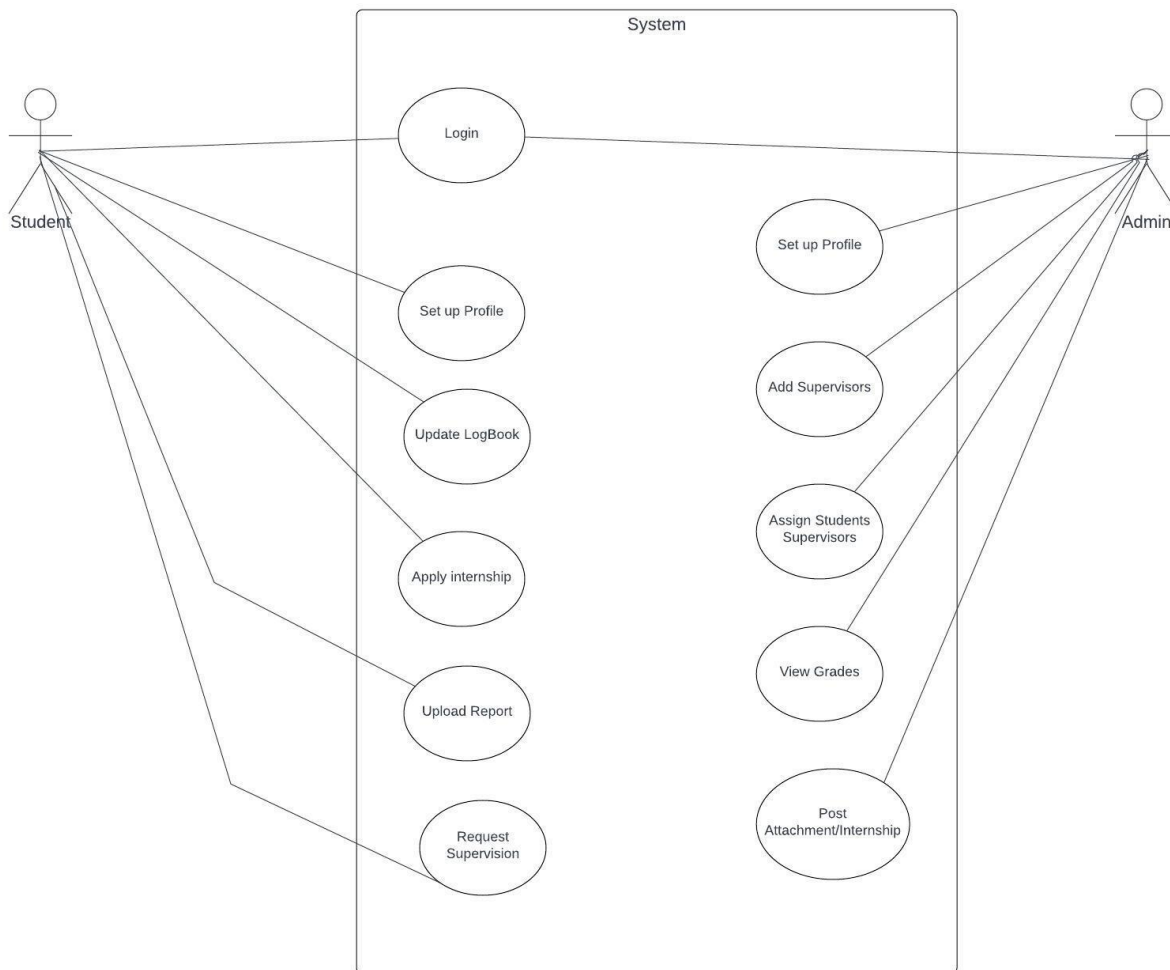 System
Login
Student
Admin
Set up Profile
Set up Profile
Add Supervisors
Update LogBook
Assign Students
Supervisors
Apply internship
View Grades
Upload Report
Post
Attachment/Internship
Request
Supervision